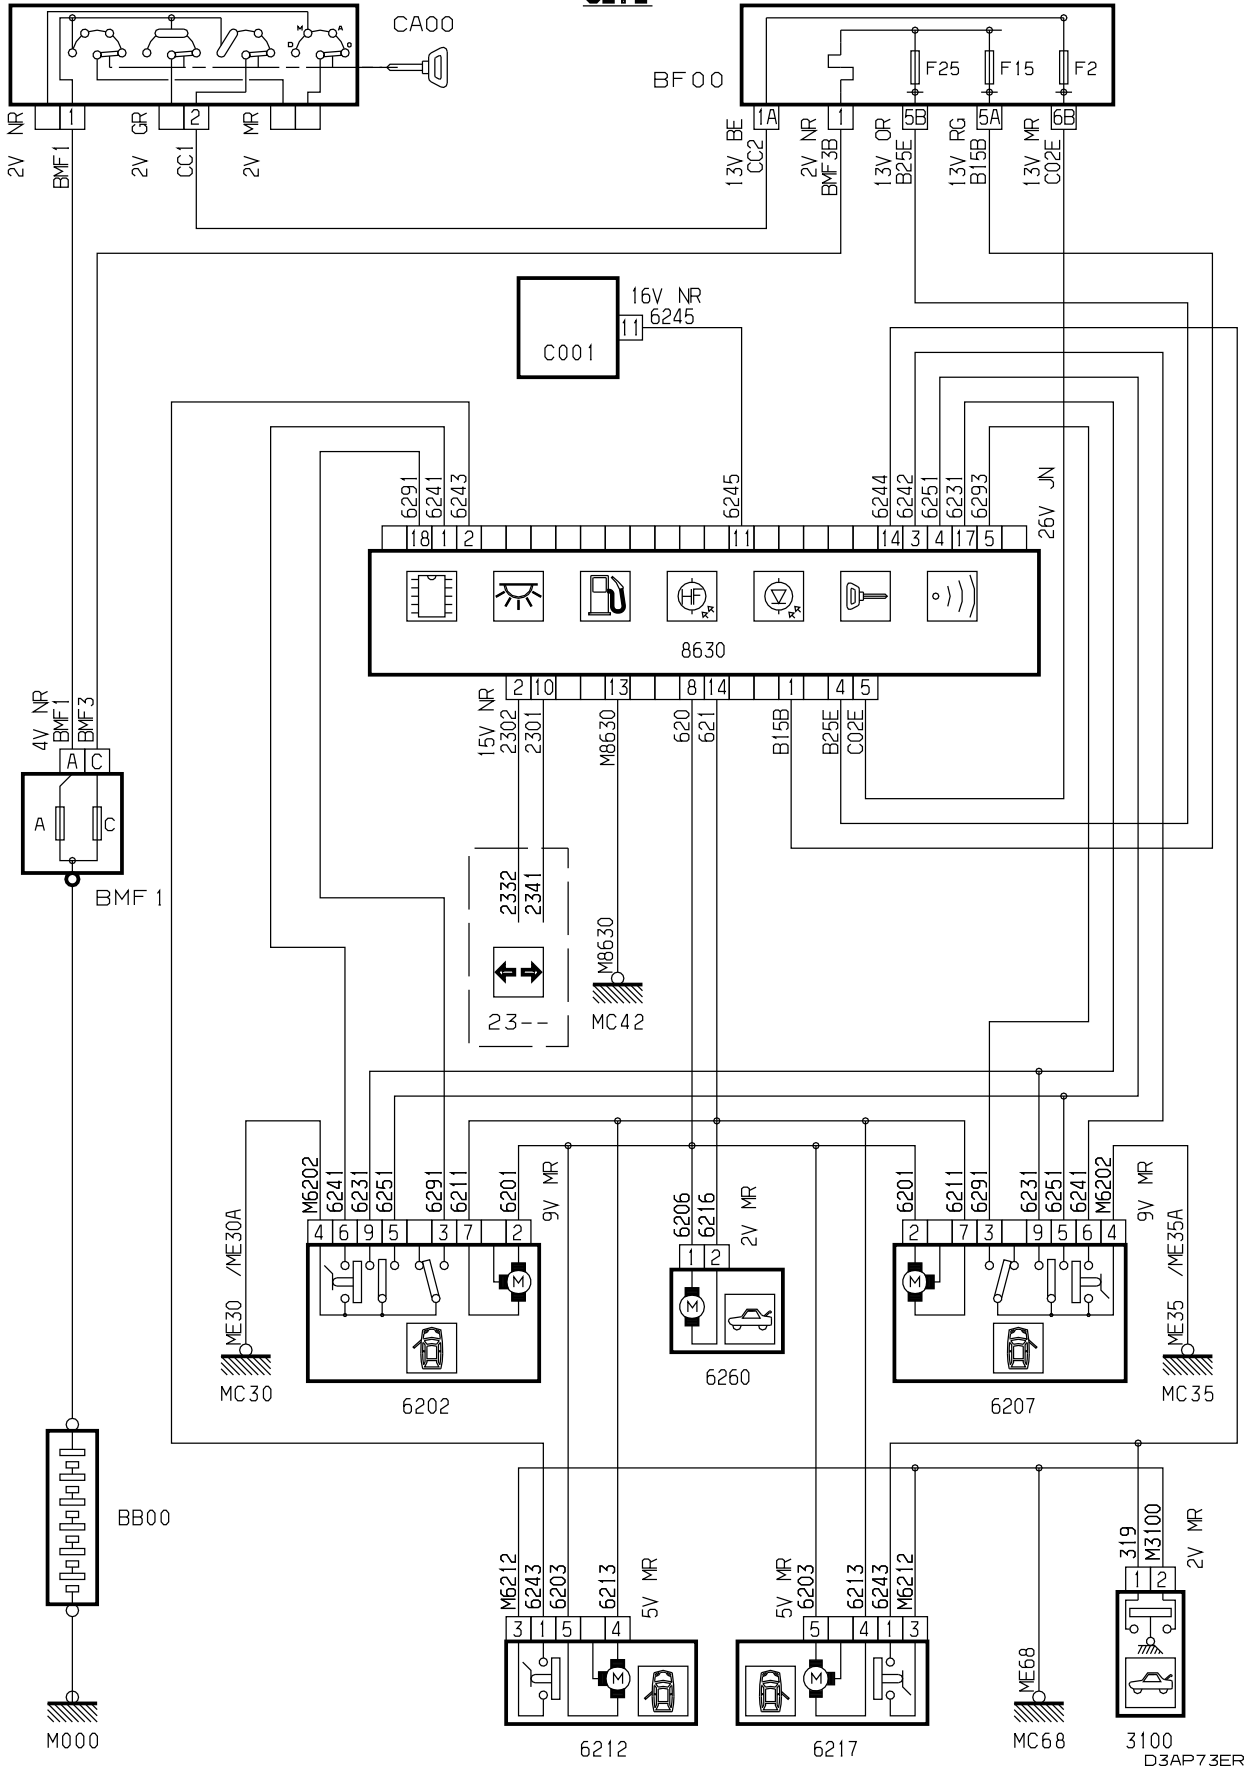 CA00
M A
D O
1
2
2V NR
BMF1
2V GR
CC1
2V MR
BF00
F25
F15
F2
1A
1
5B
5A
6B
13V BE
CC2
2V NR
BMF3B
13V OR
B25E
13V RG
B15B
13V MR
C02E
16V NR
6245
11
C001
6291
6241
6243
6245
6244
6242
6251
6231
6293
26V JN
18 1 2 11 14 3 4 17 5
HF
8630
2 10 13 8 14 1 4 5
15V NR
2302
2301
M8630
620
621
B15B
B25E
C02E
4V NR
BMF1
BMF3
A C
A
C
BMF1
2332
2341
23--
M8630
MC42
M6202
6241
6231
6251
6291
6211
6201
9V MR
4 6 9 5 3 7 2
M
6202
ME30 /ME30A
MC30
6206
6216
2V MR
1 2
M
6260
6201
6211
6291
6231
6251
6241
M6202
9V MR
2 7 3 9 5 6 4
M
6207
ME35 /ME35A
MC35
BB00
M000
M6212
6243
6203
6213
5V MR
3 1 5 4
M
6212
5V MR
6203
6213
6243
M6212
5 4 1 3
M
6217
ME68
MC68
319
M3100
2V MR
1 2
3100
D3AP73ER